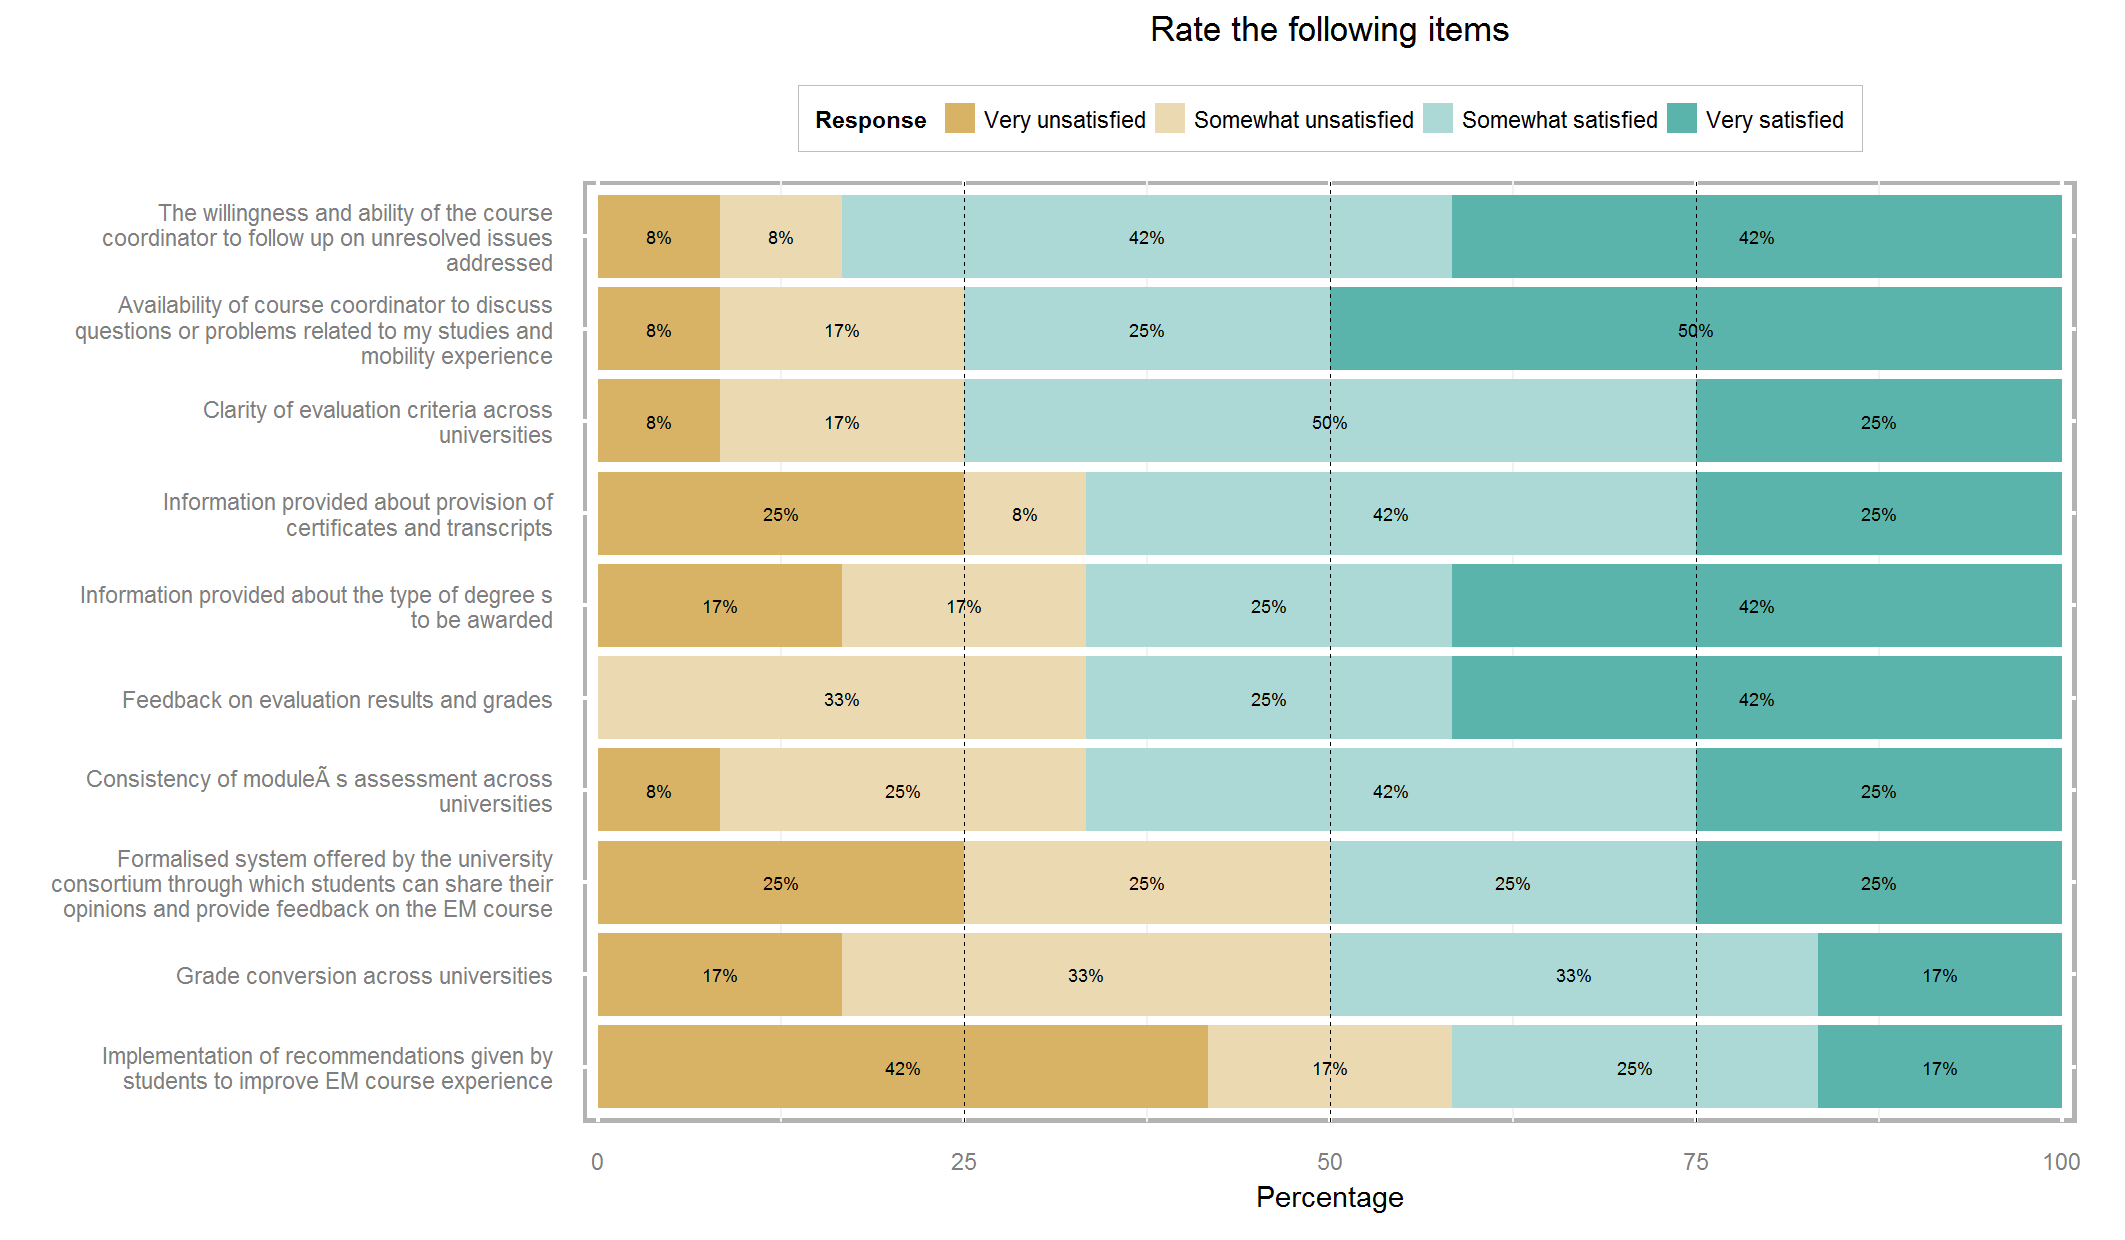 Rate the following items
Response Very unsatisfied Somewhat unsatisfied Somewhat satisfied Very satisfied
The willingness and ability of the course
coordinator to follow up on unresolved issues
addressed
8% 8% 42% 42%
Availability of course coordinator to discuss
questions or problems related to my studies and
mobility experience
8% 17% 25% 50%
Clarity of evaluation criteria across
universities
8% 17% 50% 25%
Information provided about provision of
certificates and transcripts
25% 8% 42% 25%
Information provided about the type of degree s
to be awarded
17% 17% 25% 42%
Feedback on evaluation results and grades
33% 25% 42%
Consistency of moduleÃ s assessment across
universities
8% 25% 42% 25%
Formalised system offered by the university
consortium through which students can share their
opinions and provide feedback on the EM course
25% 25% 25% 25%
Grade conversion across universities
17% 33% 33% 17%
Implementation of recommendations given by
students to improve EM course experience
42% 17% 25% 17%
0 25 50 75 100
Percentage